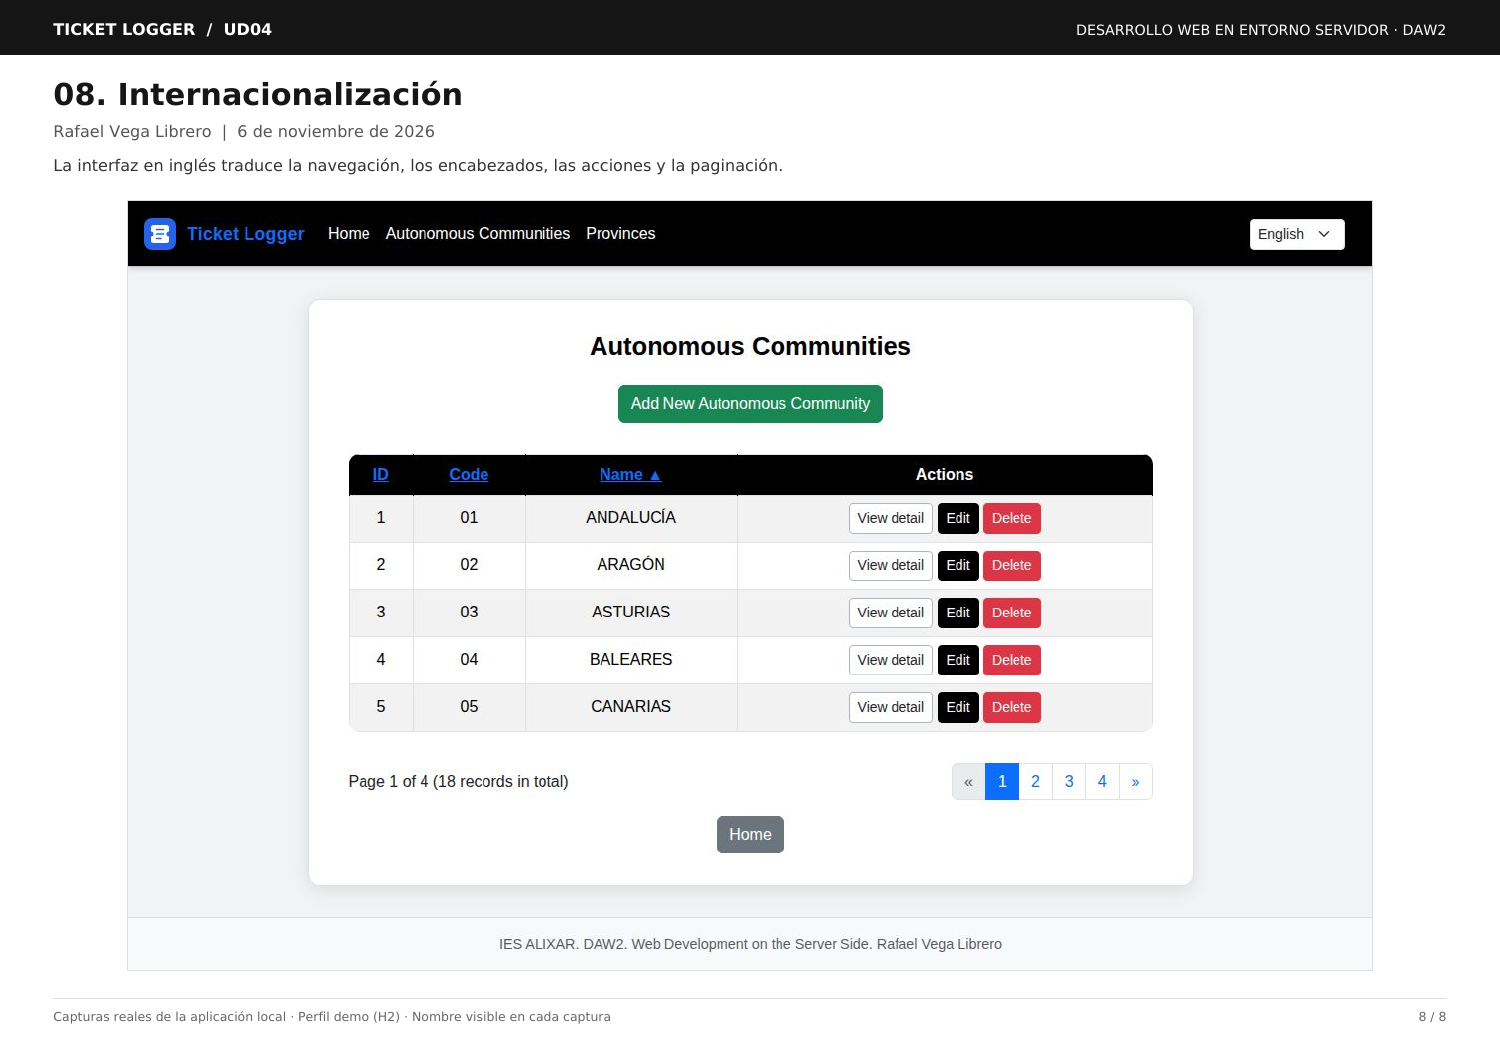 TICKET LOGGER / UD04
DESARROLLO WEB EN ENTORNO SERVIDOR · DAW2
08. Internacionalización
Rafael Vega Librero | 6 de noviembre de 2026
La interfaz en inglés traduce la navegación, los encabezados, las acciones y la paginación.
Ticket Logger Home Autonomous Communities Provinces English
Autonomous Communities
Add New Autonomous Community
ID Code Name ▲ Actions
1 01 ANDALUCÍA View detail Edit Delete
2 02 ARAGÓN View detail Edit Delete
3 03 ASTURIAS View detail Edit Delete
4 04 BALEARES View detail Edit Delete
5 05 CANARIAS View detail Edit Delete
Page 1 of 4 (18 records in total) « 1 2 3 4 »
Home
IES ALIXAR. DAW2. Web Development on the Server Side. Rafael Vega Librero
Capturas reales de la aplicación local · Perfil demo (H2) · Nombre visible en cada captura
8 / 8